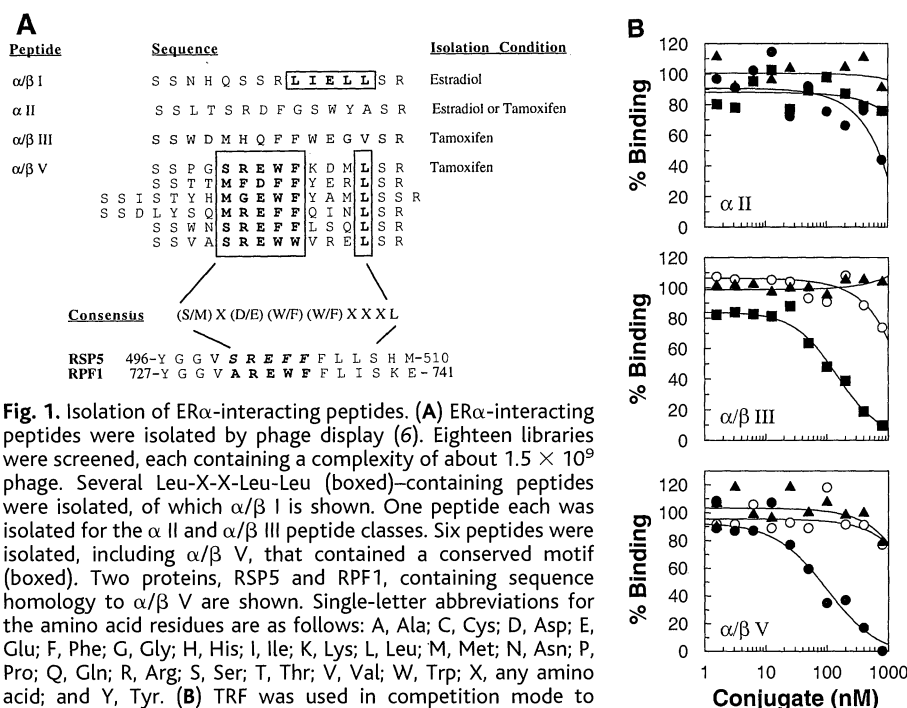 A
Peptide Sequence Isolation Condition
α/β I S S N H Q S S R L I E L L S R Estradiol
α II S S L T S R D F G S W Y A S R Estradiol or Tamoxifen
α/β III S S W D M H Q F F W E G V S R Tamoxifen
α/β V S S P G S R E W F K D M L S R Tamoxifen
S S T T M F D F F Y E R L S R
S S I S T Y H M G E W F Y A M L S S R
S S D L Y S Q M R E F F Q I N L S R
S S W N S R E F F L S Q L S R
S S V A S R E W W V R E L S R
Consensus (S/M) X (D/E) (W/F) (W/F) X X X L
RSP5 496-Y G G V S R E F F F L L S H M-510
RPF1 727-Y G G V A R E W F F L I S K E-741
Fig. 1. Isolation of ERα-interacting peptides. (A) ERα-interacting
peptides were isolated by phage display (6). Eighteen libraries
were screened, each containing a complexity of about 1.5 × 10⁹
phage. Several Leu-X-X-Leu-Leu (boxed)–containing peptides
were isolated, of which α/β I is shown. One peptide each was
isolated for the α II and α/β III peptide classes. Six peptides were
isolated, including α/β V, that contained a conserved motif
(boxed). Two proteins, RSP5 and RPF1, containing sequence
homology to α/β V are shown. Single-letter abbreviations for
the amino acid residues are as follows: A, Ala; C, Cys; D, Asp; E,
Glu; F, Phe; G, Gly; H, His; I, Ile; K, Lys; L, Leu; M, Met; N, Asn; P,
Pro; Q, Gln; R, Arg; S, Ser; T, Thr; V, Val; W, Trp; X, any amino
acid; and Y, Tyr. (B) TRF was used in competition mode to
B
% Binding
120
100
80
60
40
20
0
α II
% Binding
120
100
80
60
40
20
0
α/β III
% Binding
120
100
80
60
40
20
0
α/β V
1 10 100 1000
Conjugate (nM)